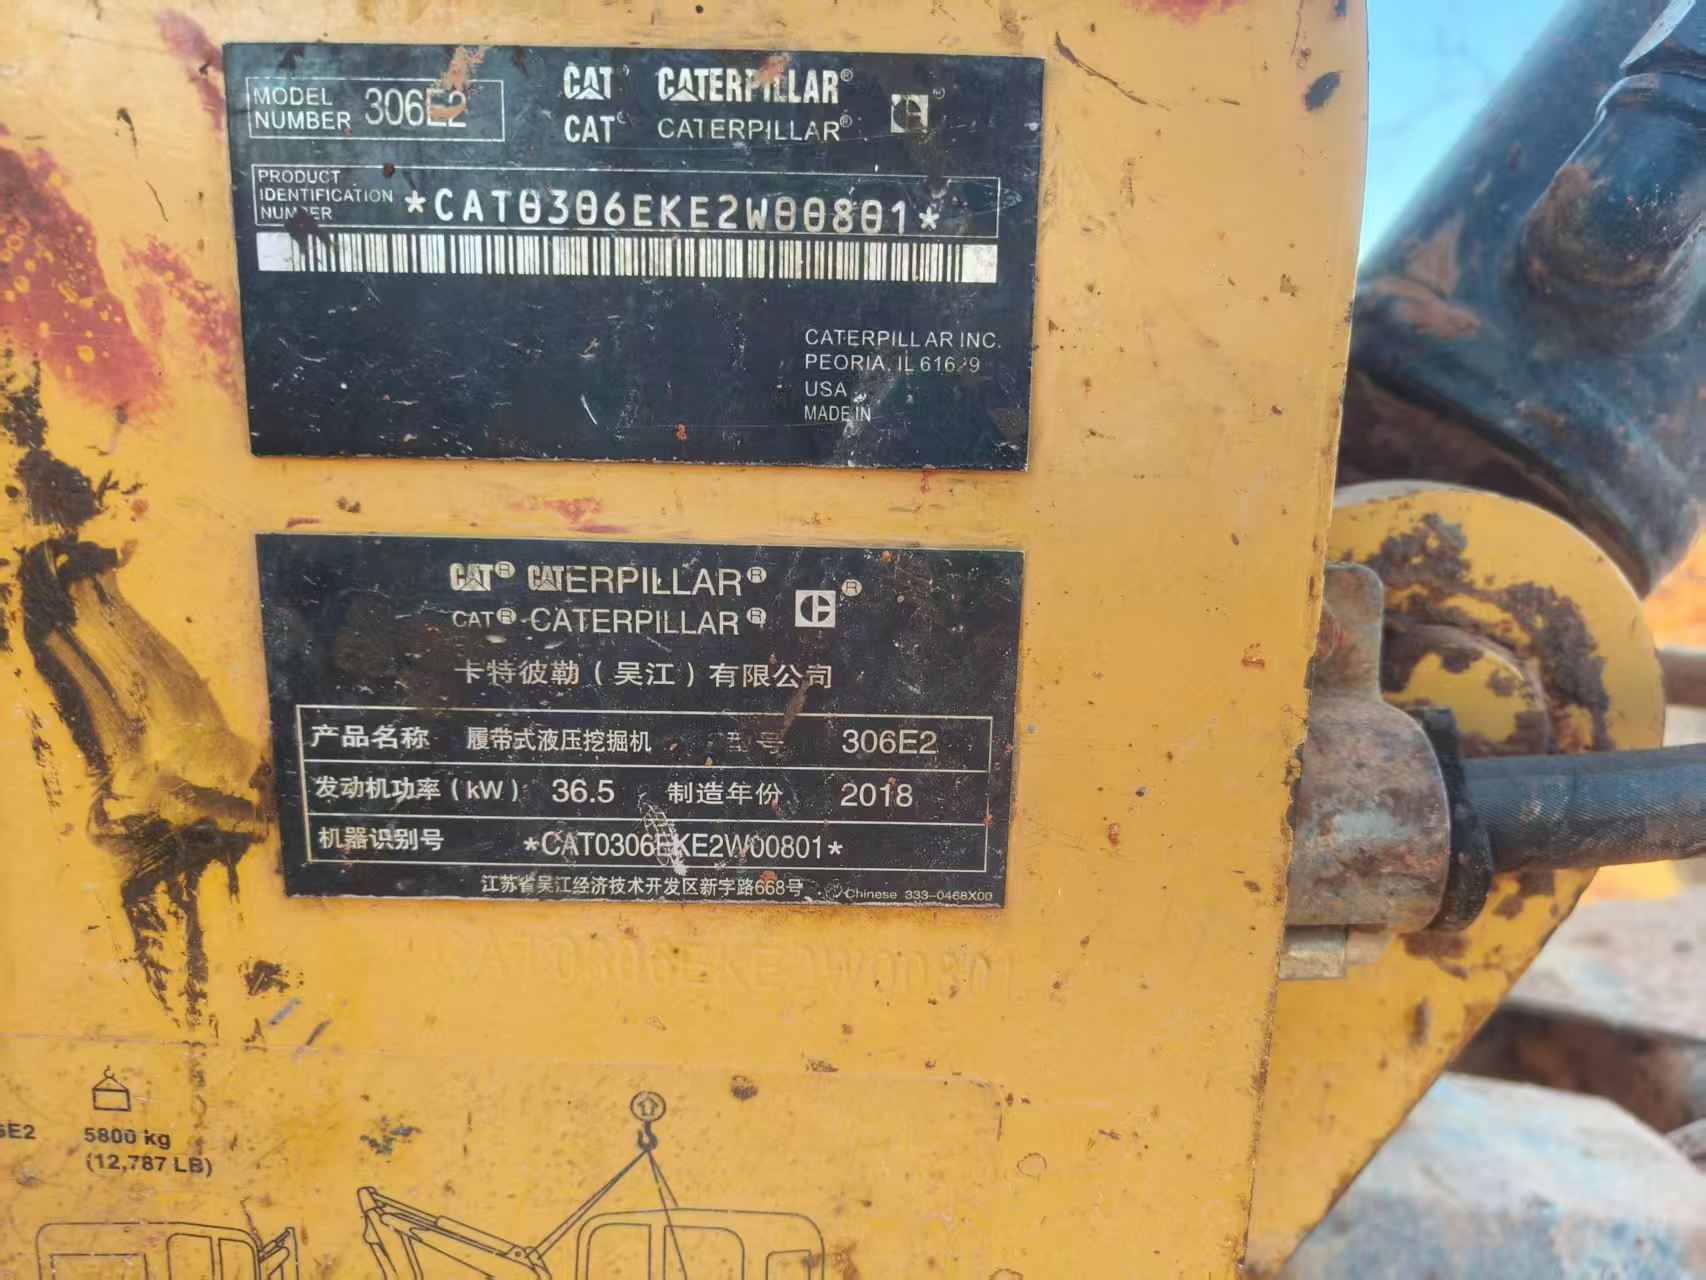 MODEL NUMBER 306E2
CAT® CATERPILLAR®
CAT® CATERPILLAR®
PRODUCT
IDENTIFICATION
NUMBER
*CAT0306EKE2W00801*
CATERPILLAR INC.
PEORIA, IL
USA
MADE IN
CAT® CATERPILLAR®
CAT® CATERPILLAR®
卡特彼勒（吴江）有限公司
产品名称 履带式液压挖掘机 型号 306E2
发动机功率（kW） 36.5 制造年份 2018
机器识别号 *CAT0306EKE2W00801*
江苏省吴江经济技术开发区新字路668号
Chinese 333-0468X00
CAT0306EKE2W00801
6E2 5800 kg
(12,787 LB)